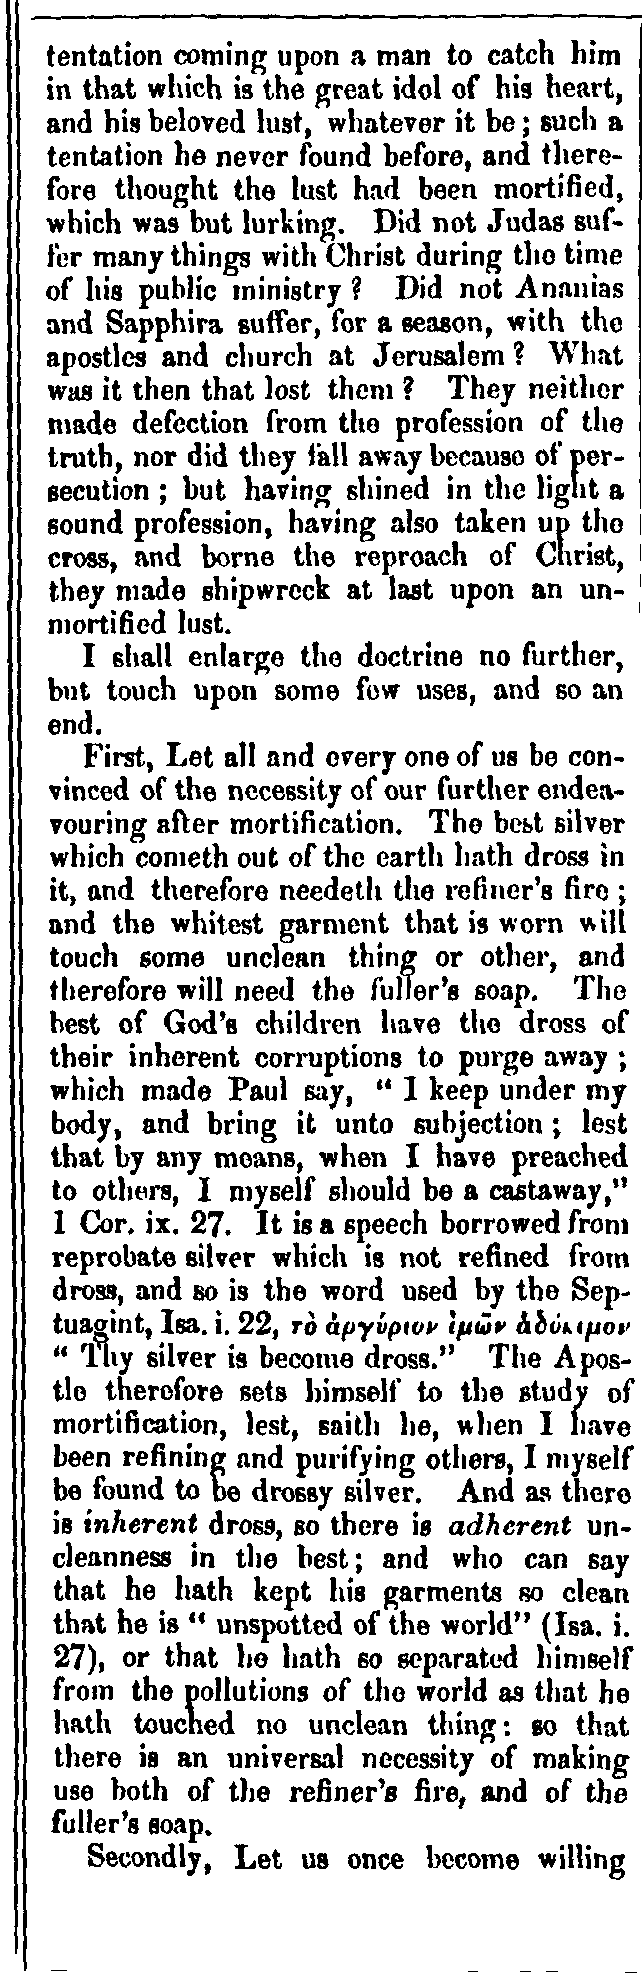 tentation coming upon a man to catch him
in that which is the great idol of his heart,
and his beloved lust, whatever it be; such a
tentation he never found before, and there-
fore thought the lust had been mortified,
which was but lurking. Did not Judas suf-
fer many things with Christ during the time
of his public ministry? Did not Ananias
and Sapphira suffer, for a season, with the
apostles and church at Jerusalem? What
was it then that lost them? They neither
made defection from the profession of the
truth, nor did they fall away because of per-
secution; but having shined in the light a
sound profession, having also taken up the
cross, and borne the reproach of Christ,
they made shipwreck at last upon an un-
mortified lust.
I shall enlarge the doctrine no further,
but touch upon some few uses, and so an
end.
First, Let all and every one of us be con-
vinced of the necessity of our further endea-
vouring after mortification. The best silver
which cometh out of the earth hath dross in
it, and therefore needeth the refiner's fire;
and the whitest garment that is worn will
touch some unclean thing or other, and
therefore will need the fuller's soap. The
best of God's children have the dross of
their inherent corruptions to purge away;
which made Paul say, "I keep under my
body, and bring it unto subjection; lest
that by any means, when I have preached
to others, I myself should be a castaway,"
1 Cor. ix. 27. It is a speech borrowed from
reprobate silver which is not refined from
dross, and so is the word used by the Sep-
tuagint, Isa. i. 22, τὸ ἀργύριον ἱμῶν ἀδόκιμον
"Thy silver is become dross." The Apos-
tle therefore sets himself to the study of
mortification, lest, saith he, when I have
been refining and purifying others, I myself
be found to be drossy silver. And as there
is inherent dross, so there is adherent un-
cleanness in the best; and who can say
that he hath kept his garments so clean
that he is "unspotted of the world" (Isa. i.
27), or that he hath so separated himself
from the pollutions of the world as that he
hath touched no unclean thing: so that
there is an universal necessity of making
use both of the refiner's fire, and of the
fuller's soap.
Secondly, Let us once become willing